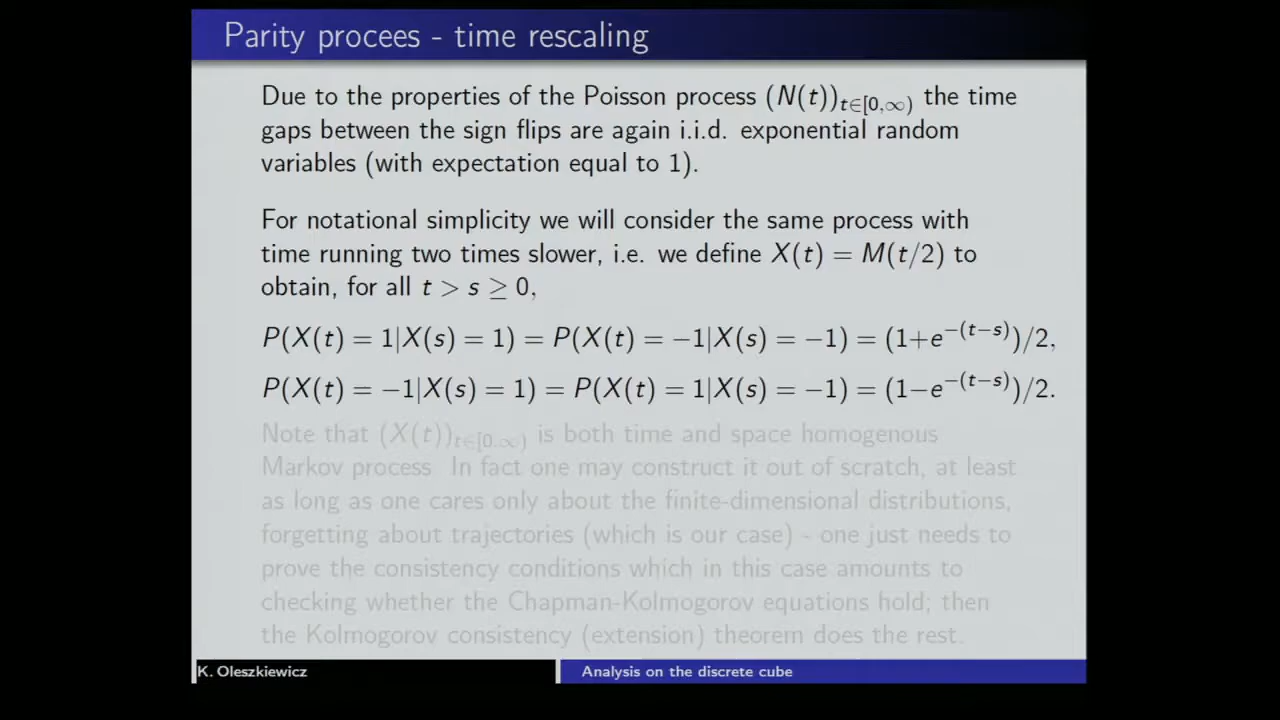 Parity procees - time rescaling
Due to the properties of the Poisson process (N(t))_{t∈[0,∞)} the time
gaps between the sign flips are again i.i.d. exponential random
variables (with expectation equal to 1).
For notational simplicity we will consider the same process with
time running two times slower, i.e. we define X(t) = M(t/2) to
obtain, for all t > s ≥ 0,
P(X(t) = 1|X(s) = 1) = P(X(t) = −1|X(s) = −1) = (1+e^{−(t−s)})/2,
P(X(t) = −1|X(s) = 1) = P(X(t) = 1|X(s) = −1) = (1−e^{−(t−s)})/2.
Note that (X(t))_{t∈[0,∞)} is both time and space homogenous
Markov process. In fact one may construct it out of scratch, at least
as long as one cares only about the finite-dimensional distributions,
forgetting about trajectories (which is our case) - one just needs to
prove the consistency conditions which in this case amounts to
checking whether the Chapman-Kolmogorov equations hold; then
the Kolmogorov consistency (extension) theorem does the rest.
K. Oleszkiewicz
Analysis on the discrete cube